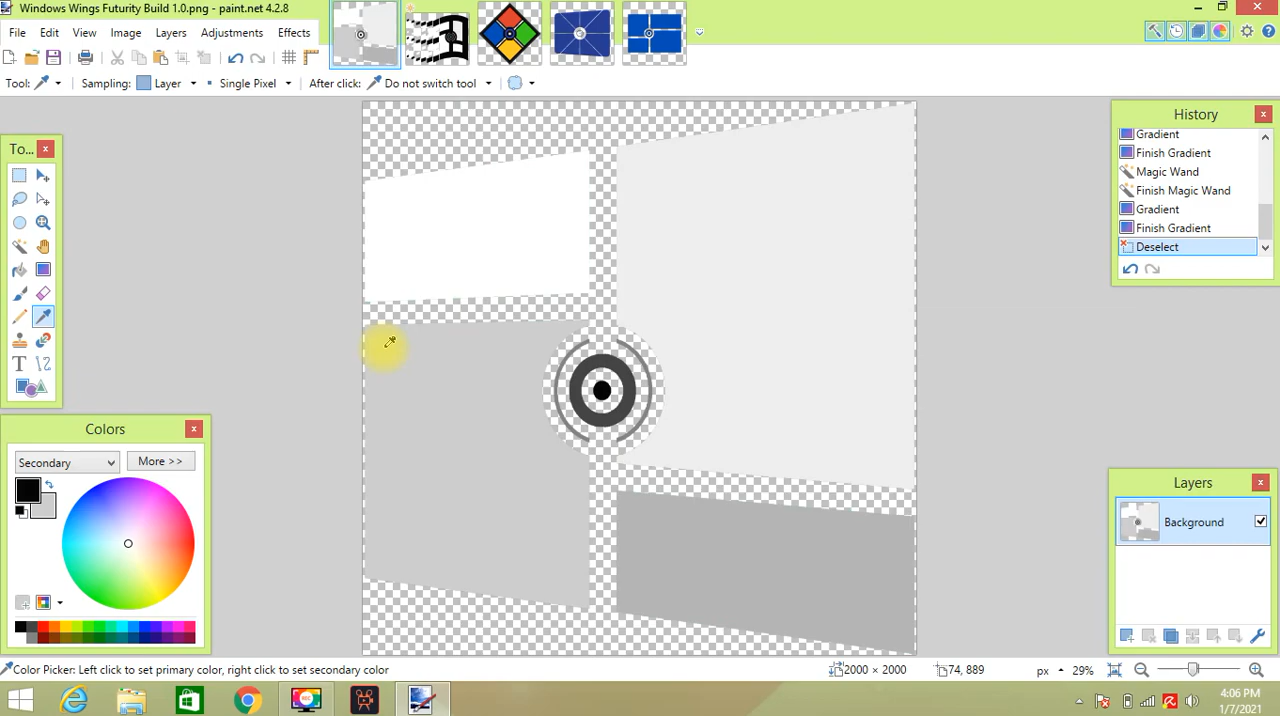 Windows Wings Futurity Build 1.0.png - paint.net 4.2.8
File Edit View Image Layers Adjustments Effects
Tool: Sampling: Layer Single Pixel After click: Do not switch tool
To...
Colors
Secondary
More >>
History
Gradient
Finish Gradient
Magic Wand
Finish Magic Wand
Gradient
Finish Gradient
Deselect
Layers
Background
Color Picker: Left click to set primary color, right click to set secondary color
2000 × 2000
74, 889
px
29%
REC
4:06 PM
1/7/2021